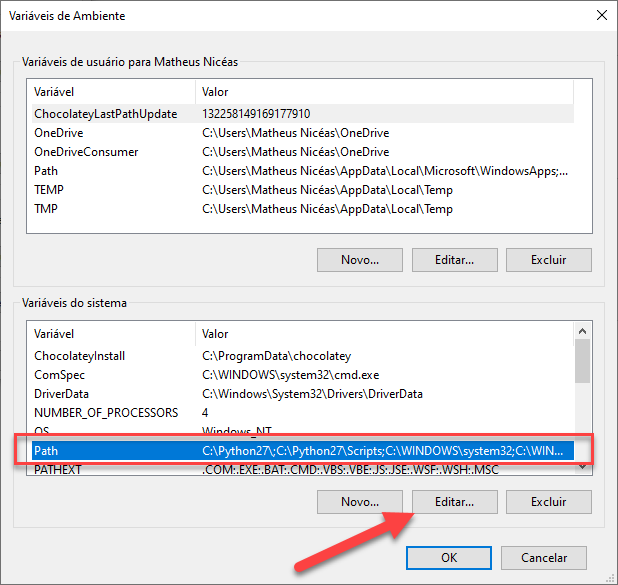 Variáveis de Ambiente
Variáveis de usuário para Matheus Nicéas
Variável Valor
ChocolateyLastPathUpdate 132258149169177910
OneDrive C:\Users\Matheus Nicéas\OneDrive
OneDriveConsumer C:\Users\Matheus Nicéas\OneDrive
Path C:\Users\Matheus Nicéas\AppData\Local\Microsoft\WindowsApps;...
TEMP C:\Users\Matheus Nicéas\AppData\Local\Temp
TMP C:\Users\Matheus Nicéas\AppData\Local\Temp
Novo... Editar... Excluir
Variáveis do sistema
Variável Valor
ChocolateyInstall C:\ProgramData\chocolatey
ComSpec C:\WINDOWS\system32\cmd.exe
DriverData C:\Windows\System32\Drivers\DriverData
NUMBER_OF_PROCESSORS 4
OS Windows_NT
Path C:\Python27\;C:\Python27\Scripts;C:\WINDOWS\system32;C:\WIN...
PATHEXT .COM;.EXE;.BAT;.CMD;.VBS;.VBE;.JS;.JSE;.WSF;.WSH;.MSC
Novo... Editar... Excluir
OK Cancelar